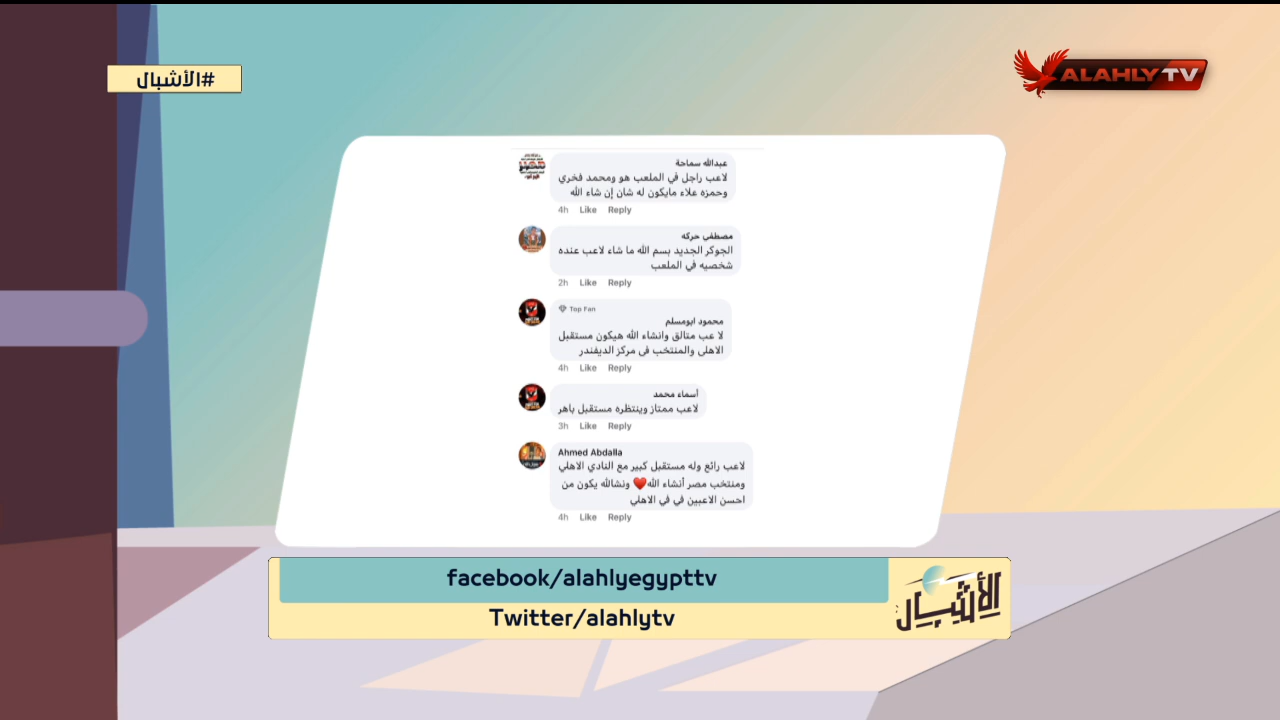 #الأشبال
ALAHLY TV
عبدالله سماحة
لاعب راجل في الملعب هو ومحمد فخري
وحمزه علاء مايكون له شان إن شاء الله
4h Like Reply
مصطفى حركه
الجوكر الجديد بسم الله ما شاء لاعب عنده
شخصيه في الملعب
2h Like Reply
Top Fan
محمود ابومسلم
لا عب متالق وانشاء الله هيكون مستقبل
الاهلى والمنتخب فى مركز الديفندر
4h Like Reply
أسماء محمد
لاعب ممتاز وينتظره مستقبل باهر
3h Like Reply
Ahmed Abdalla
لاعب رائع وله مستقبل كبير مع النادي الاهلي
ومنتخب مصر أنشاء الله❤️ ونشالله يكون من
احسن الاعبين في في الاهلي
4h Like Reply
facebook/alahlyegypttv
الأشبال
Twitter/alahlytv